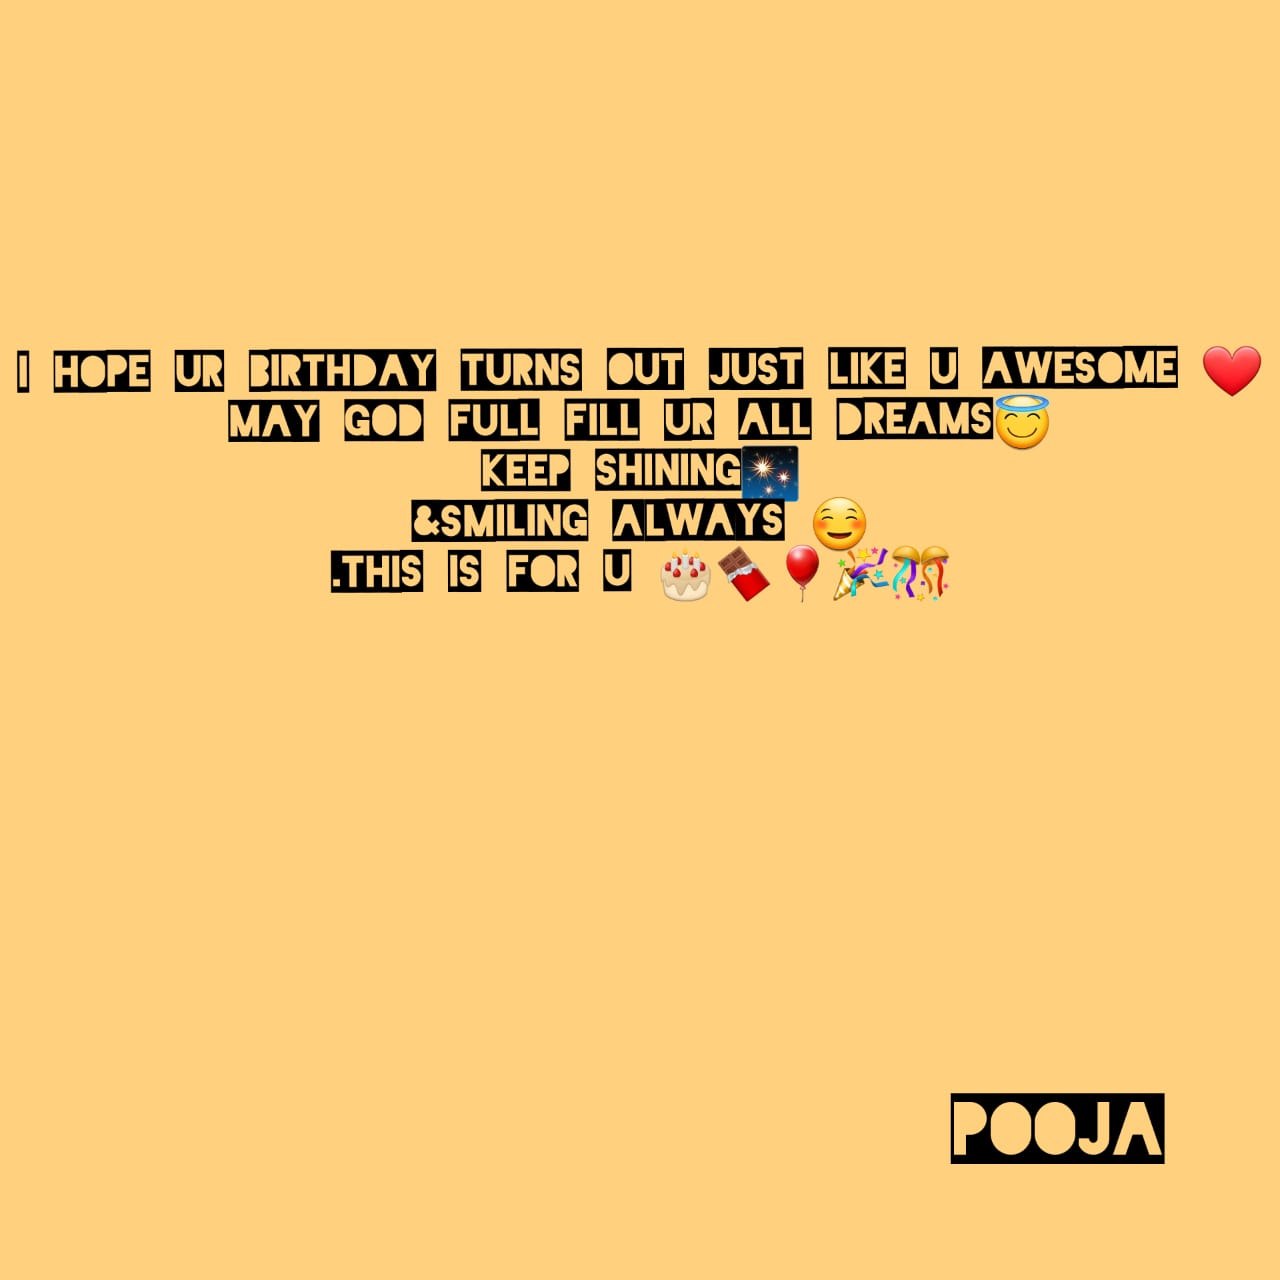 I HOPE UR BIRTHDAY TURNS OUT JUST LIKE U AWESOME ❤️
MAY GOD FULL FILL UR ALL DREAMS😇
KEEP SHINING🎇
&SMILING ALWAYS ☺️
.THIS IS FOR U 🎂🍫🎈🎉🎊
POOJA